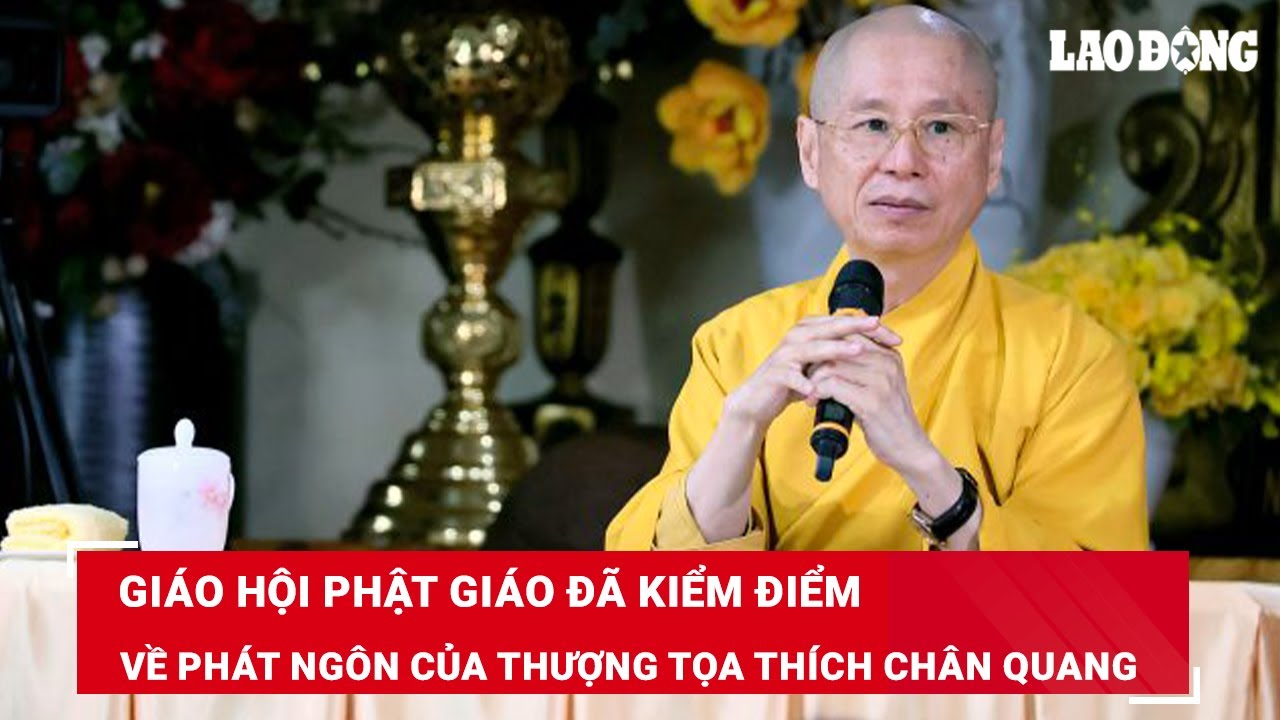 LAO ĐỘNG
GIÁO HỘI PHẬT GIÁO ĐÃ KIỂM ĐIỂM
VỀ PHÁT NGÔN CỦA THƯỢNG TỌA THÍCH CHÂN QUANG